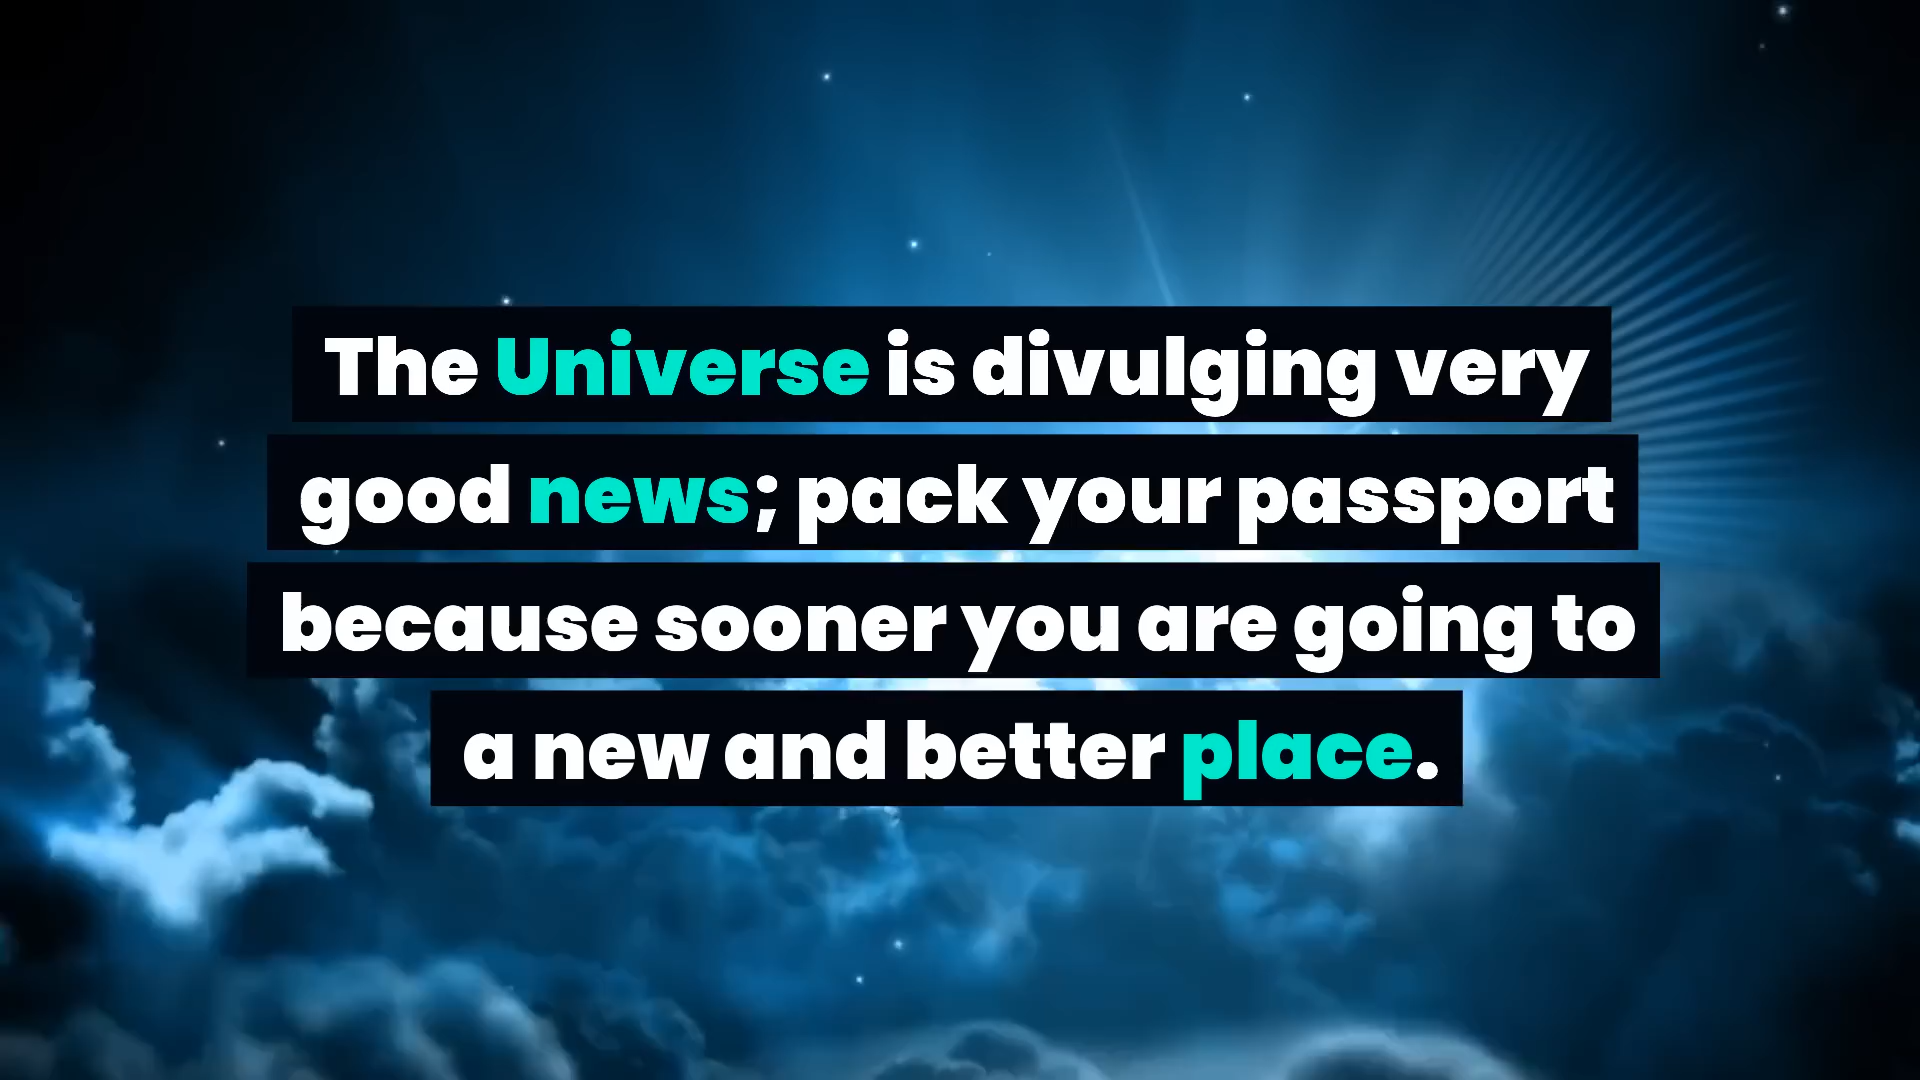 The Universe is divulging very
good news; pack your passport
because sooner you are going to
a new and better place.